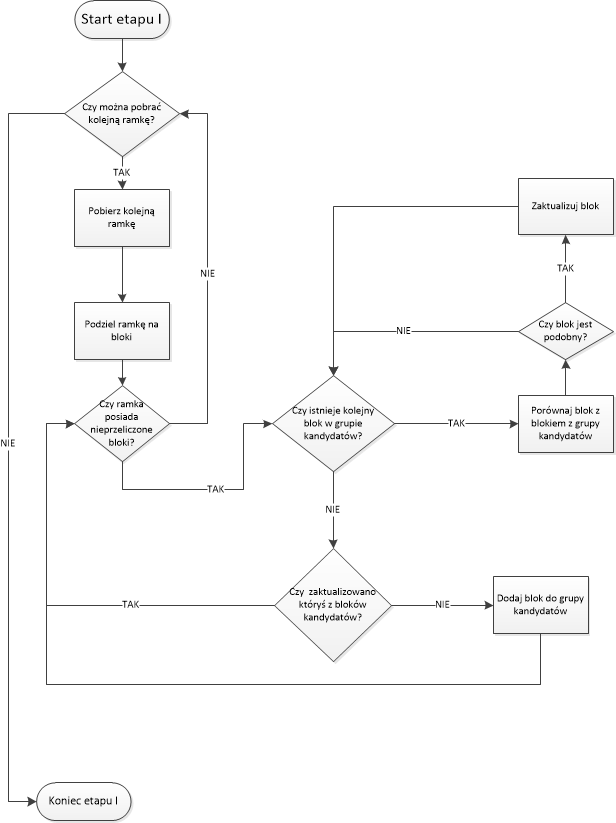 Start etapu I
Czy można pobrać
kolejną ramkę?
TAK
Pobierz kolejną
ramkę
Zaktualizuj blok
NIE
TAK
Podziel ramkę na
bloki
NIE
Czy blok jest
podobny?
Czy ramka
posiada
nieprzeliczone
bloki?
NIE
Czy istnieje kolejny
blok w grupie
kandydatów?
TAK
Porównaj blok z
blokiem z grupy
kandydatów
TAK
NIE
Czy zaktualizowano
któryś z bloków
kandydatów?
TAK
NIE
Dodaj blok do grupy
kandydatów
Koniec etapu I